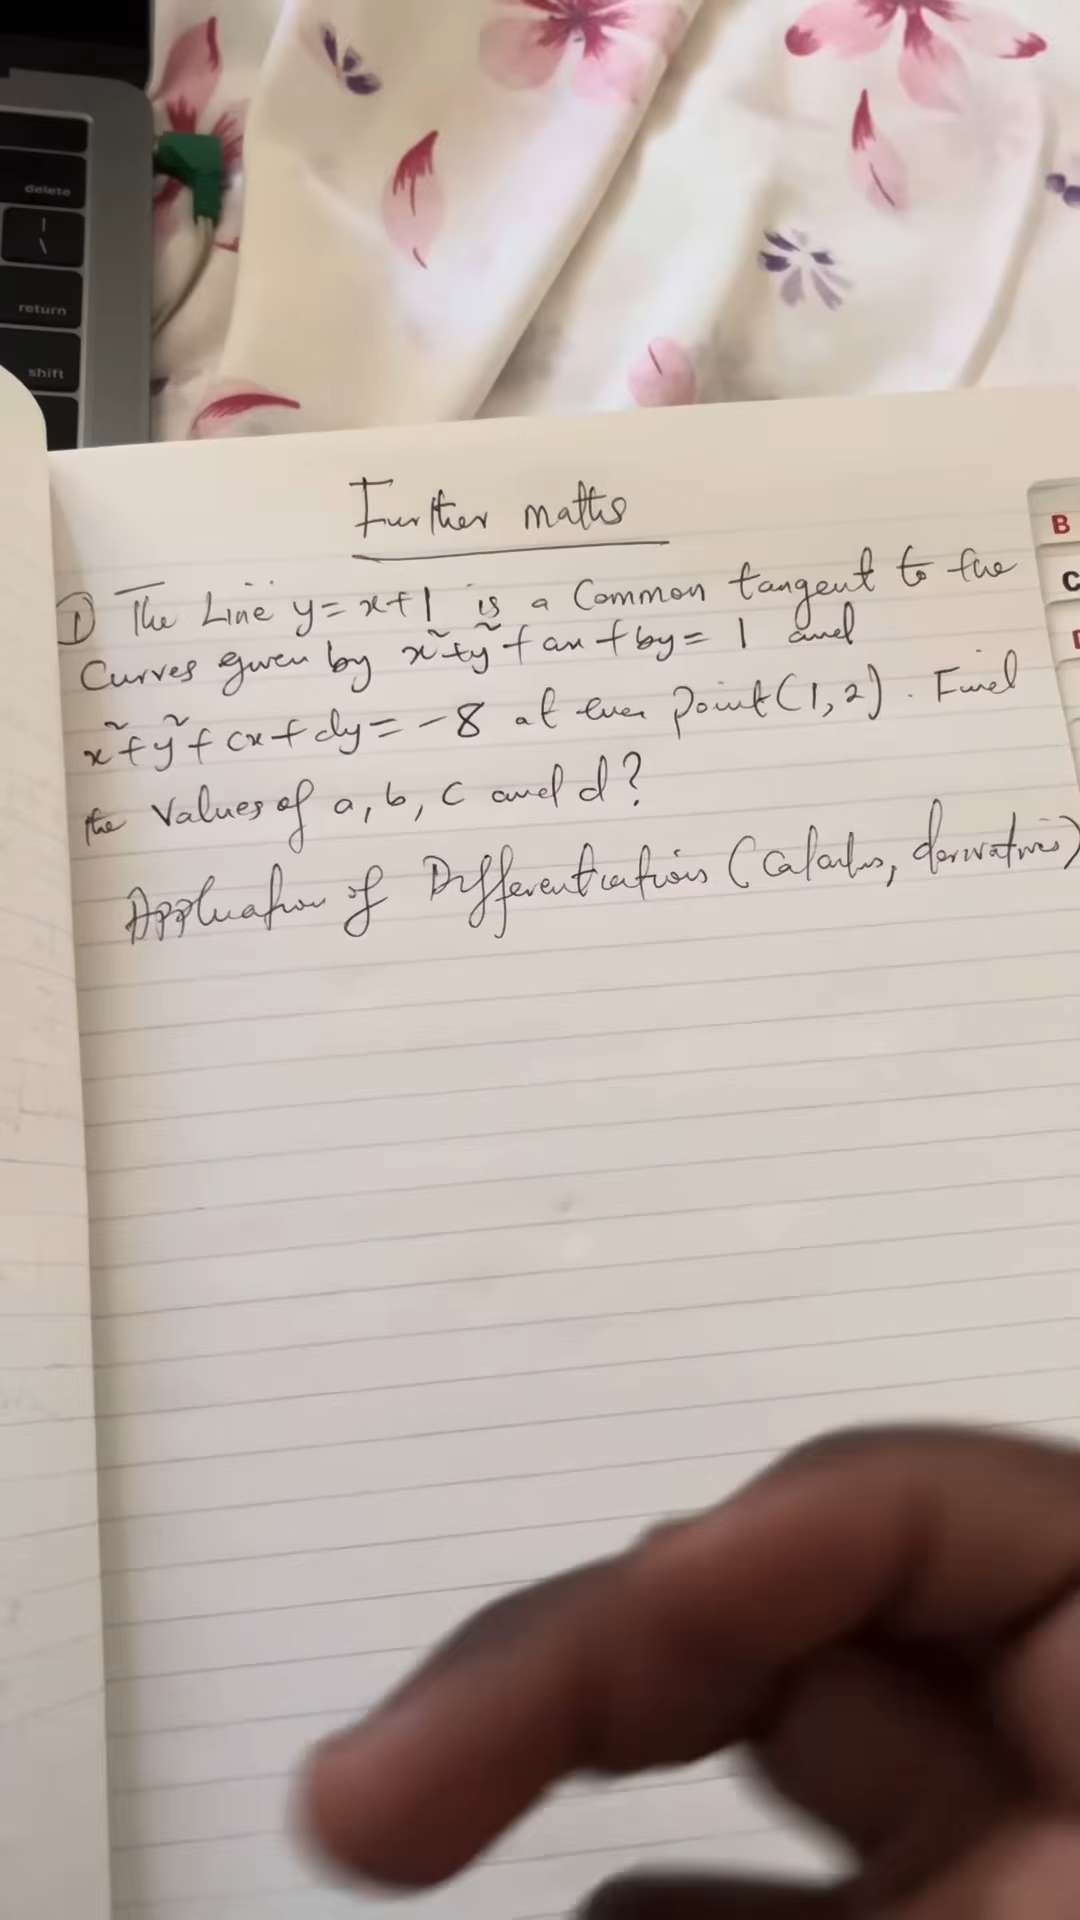 delete
|
\
return
shift
Further maths
B
C
① The Line y = x+1 is a Common tangent to the
Curves given by x²+y²+ax+by= 1 and
x²+y²+cx+dy= -8 at point (1,2). Find
the Values of a, b, c and d?
Application of Differentiation (Calculus, derivatives)